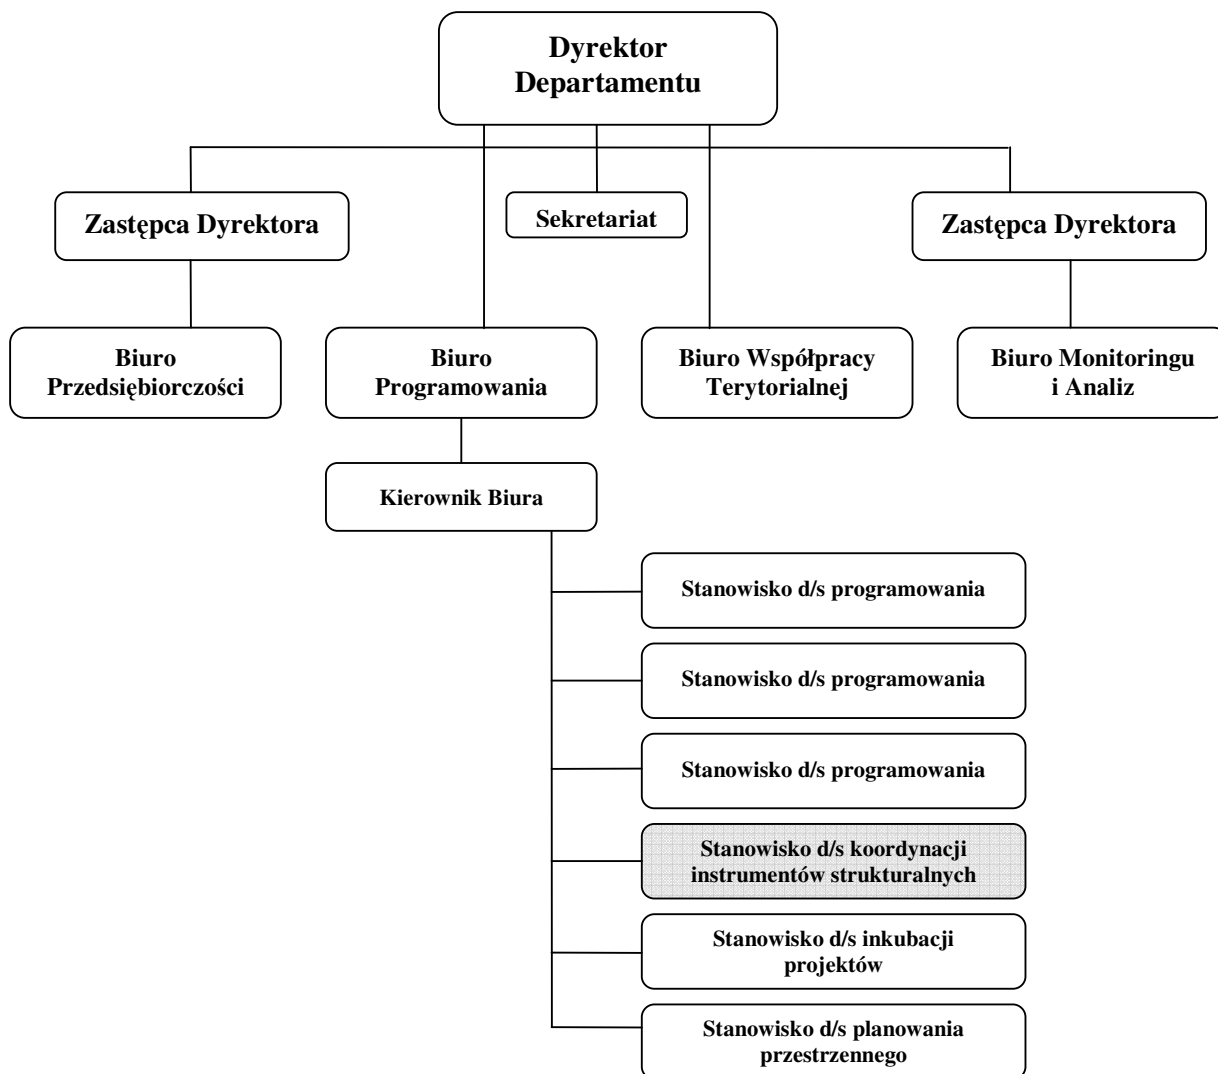 Dyrektor
Departamentu
Zastępca Dyrektora
Sekretariat
Zastępca Dyrektora
Biuro
Przedsiębiorczości
Biuro
Programowania
Biuro Współpracy
Terytorialnej
Biuro Monitoringu
i Analiz
Kierownik Biura
Stanowisko d/s programowania
Stanowisko d/s programowania
Stanowisko d/s programowania
Stanowisko d/s koordynacji
instrumentów strukturalnych
Stanowisko d/s inkubacji
projektów
Stanowisko d/s planowania
przestrzennego